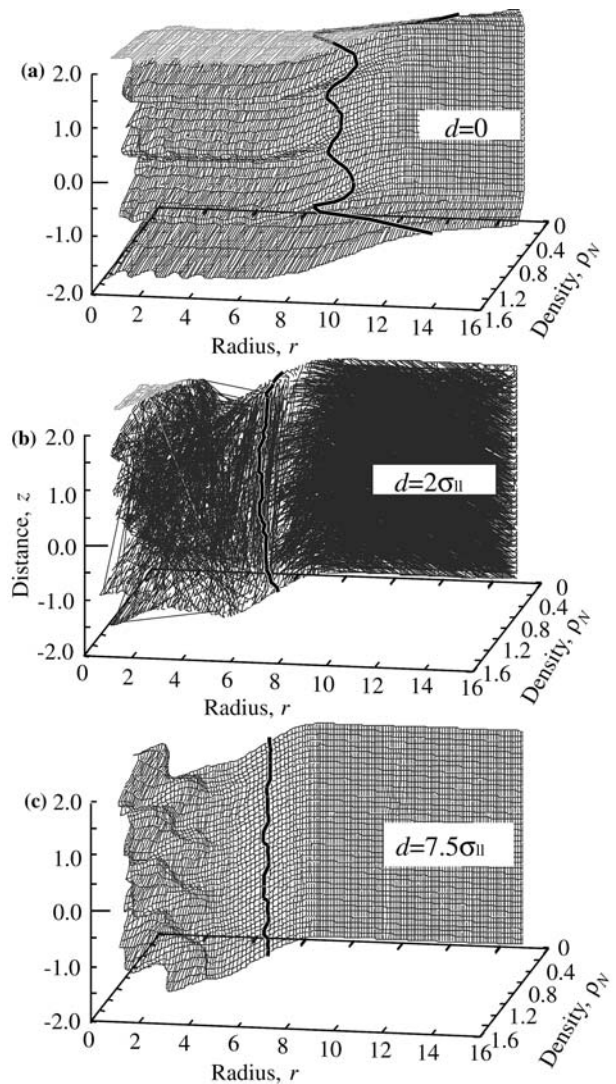 (a)
2.0
1.0
0.0
-1.0
-2.0
d=0
0 2 4 6 8 10 12 14 16
Radius, r
0
0.4
0.8
1.2
1.6
Density, ρN
(b)
2.0
1.0
0.0
-1.0
-2.0
Distance, z
d=2σll
0 2 4 6 8 10 12 14 16
Radius, r
0
0.4
0.8
1.2
1.6
Density, ρN
(c)
2.0
1.0
0.0
-1.0
-2.0
d=7.5σll
0 2 4 6 8 10 12 14 16
Radius, r
0
0.4
0.8
1.2
1.6
Density, ρN